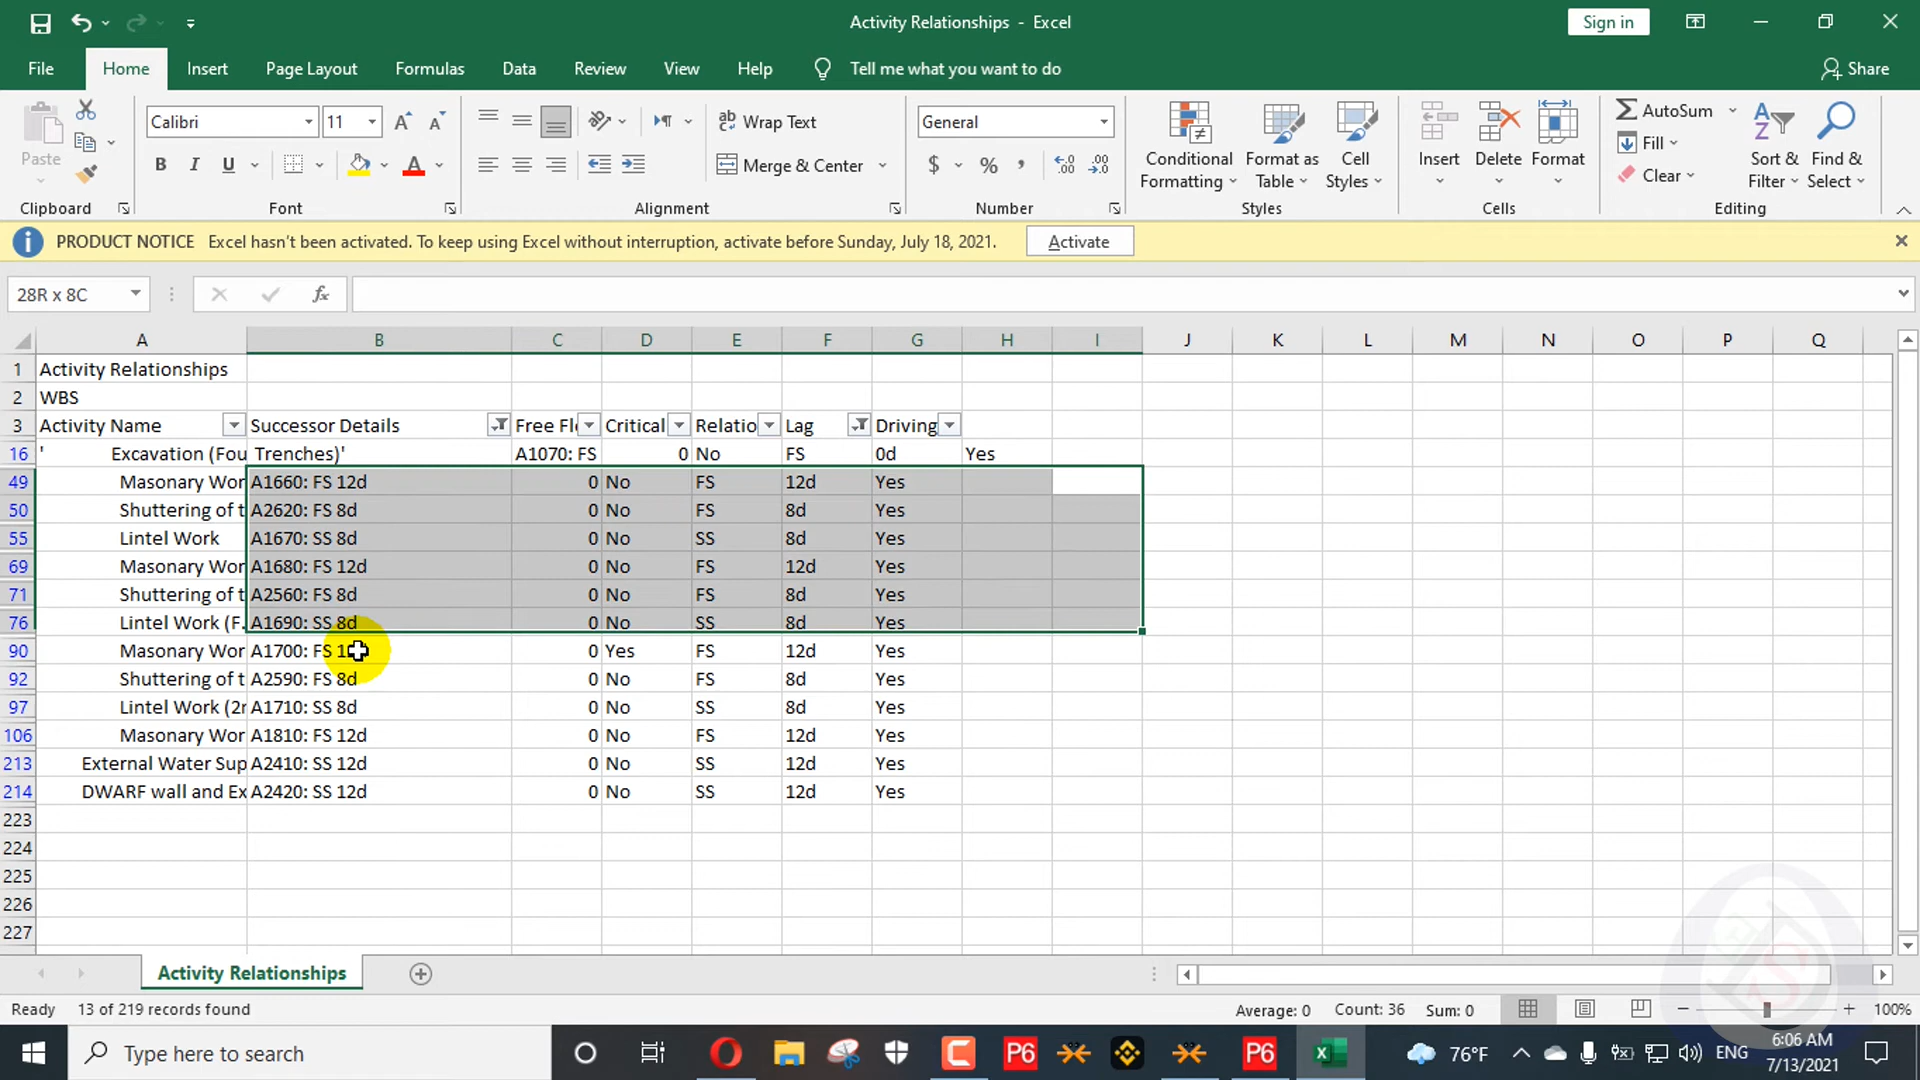 Activity Relationships - Excel
Sign in
File Home Insert Page Layout Formulas Data Review View Help Tell me what you want to do Share
Paste
Clipboard
Calibri 11
B I U
Font
Wrap Text
Merge & Center
Alignment
General
$ % ,
Number
Conditional Formatting
Format as Table
Cell Styles
Styles
Insert Delete Format
Cells
AutoSum
Fill
Clear
Sort & Filter
Find & Select
Editing
PRODUCT NOTICE Excel hasn't been activated. To keep using Excel without interruption, activate before Sunday, July 18, 2021. Activate
28R x 8C fx
A B C D E F G H I J K L M N O P Q
1 Activity Relationships
2 WBS
3 Activity Name Successor Details Free Fl Critical Relatio Lag Driving
16 ' Excavation (Fou Trenches)' A1070: FS 0 No FS 0d Yes
49 Masonary Wor A1660: FS 12d 0 No FS 12d Yes
50 Shuttering of t A2620: FS 8d 0 No FS 8d Yes
55 Lintel Work A1670: SS 8d 0 No SS 8d Yes
69 Masonary Wor A1680: FS 12d 0 No FS 12d Yes
71 Shuttering of t A2560: FS 8d 0 No FS 8d Yes
76 Lintel Work (F. A1690: SS 8d 0 No SS 8d Yes
90 Masonary Wor A1700: FS 0 Yes FS 12d Yes
92 Shuttering of t A2590: FS 8d 0 No FS 8d Yes
97 Lintel Work (2r A1710: SS 8d 0 No SS 8d Yes
106 Masonary Wor A1810: FS 12d 0 No FS 12d Yes
213 External Water Sup A2410: SS 12d 0 No SS 12d Yes
214 DWARF wall and Ex A2420: SS 12d 0 No SS 12d Yes
223
224
225
226
227
Activity Relationships
Ready 13 of 219 records found Average: 0 Count: 36 Sum: 0 100%
Type here to search P6 P6 76°F ENG 6:06 AM
7/13/2021